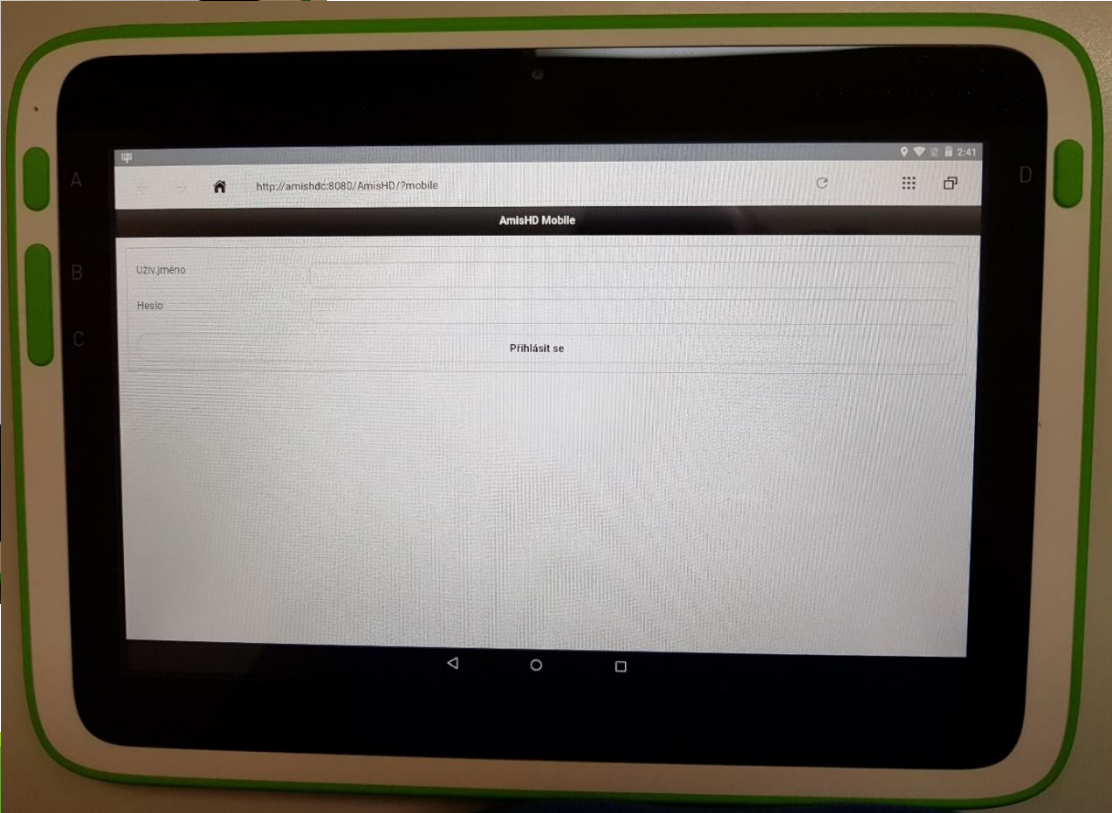 2:41
A
D
http://amishdc:8080/AmisHD/?mobile
AmisHD Mobile
B
Uživ.jméno
Heslo
C
Přihlásit se